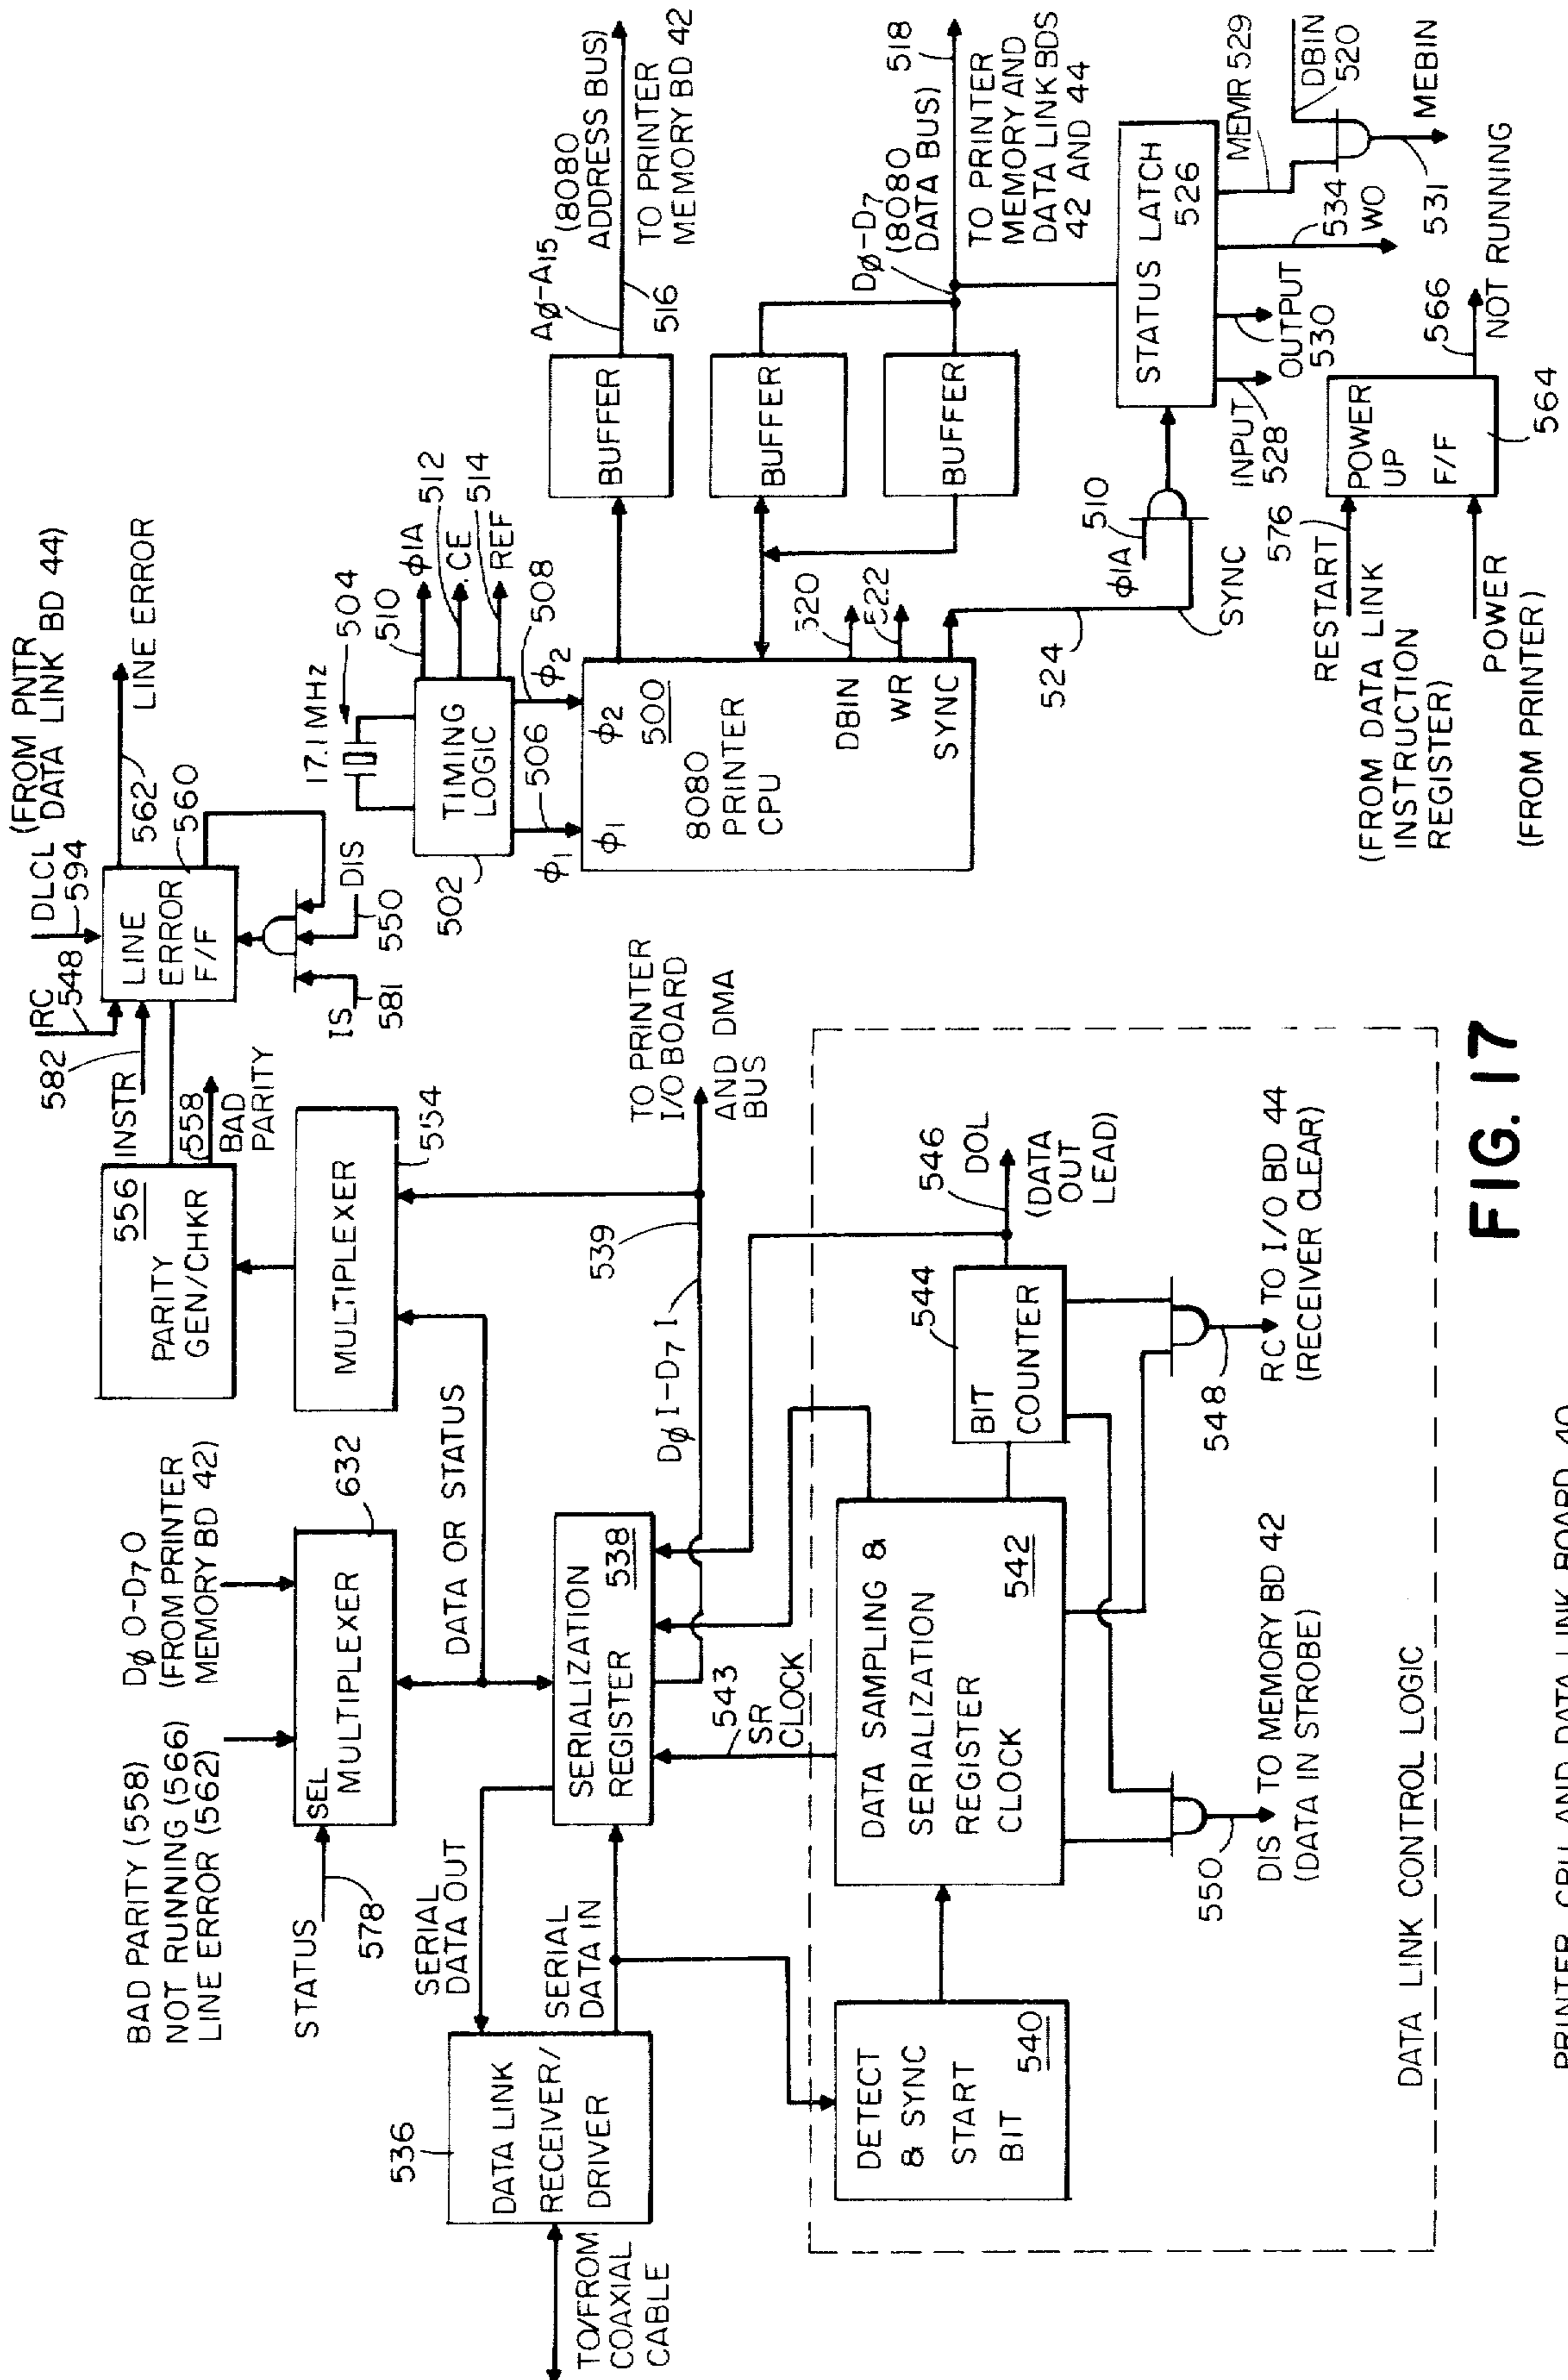 BAD PARITY (558)
NOT RUNNING (566)
LINE ERROR (562)
DØ0-D70
(FROM PRINTER
MEMORY BD 42)
STATUS
578
SEL
MULTIPLEXER
632
DATA OR STATUS
556
PARITY
GEN/CHKR
MULTIPLEXER
554
INSTR
582
558
BAD
PARITY
RC
548
DLCL
594
(FROM PNTR
DATA LINK BD 44)
LINE
ERROR
F/F
560
562
LINE ERROR
IS
581
DIS
550
536
DATA LINK
RECEIVER/
DRIVER
TO/FROM
COAXIAL
CABLE
SERIAL
DATA OUT
SERIAL
DATA IN
SERIALIZATION
REGISTER
538
543
SR
CLOCK
DØI-D7I
539
TO PRINTER
I/O BOARD
AND DMA
BUS
DETECT
& SYNC
START
BIT
540
DATA SAMPLING &
SERIALIZATION
REGISTER
CLOCK
542
BIT
COUNTER
544
546
DOL
(DATA
OUT
LEAD)
550
DIS TO MEMORY BD 42
(DATA IN STROBE)
548
RC TO I/O BD 44
(RECEIVER CLEAR)
DATA LINK CONTROL LOGIC
17.1 MHz
504
TIMING
LOGIC
502
510
ϕ1A
512
CE
514
REF
ϕ1
506
ϕ2
508
ϕ1
ϕ2
500
8080
PRINTER
CPU
DBIN
WR
SYNC
520
522
524
SYNC
BUFFER
BUFFER
BUFFER
AØ-A15
(8080
ADDRESS BUS)
516
TO PRINTER
MEMORY BD 42
DØ-D7
(8080
DATA BUS)
518
TO PRINTER
MEMORY AND
DATA LINK BDS
42 AND 44
ϕ1A
510
STATUS LATCH
526
INPUT
528
OUTPUT
530
534
WO
MEMR 529
DBIN
520
531
MEBIN
RESTART
576
(FROM DATA LINK
INSTRUCTION
REGISTER)
POWER
(FROM PRINTER)
POWER
UP
F/F
564
566
NOT RUNNING
FIG. 17
PRINTER CPU AND DATA LINK BOARD 40